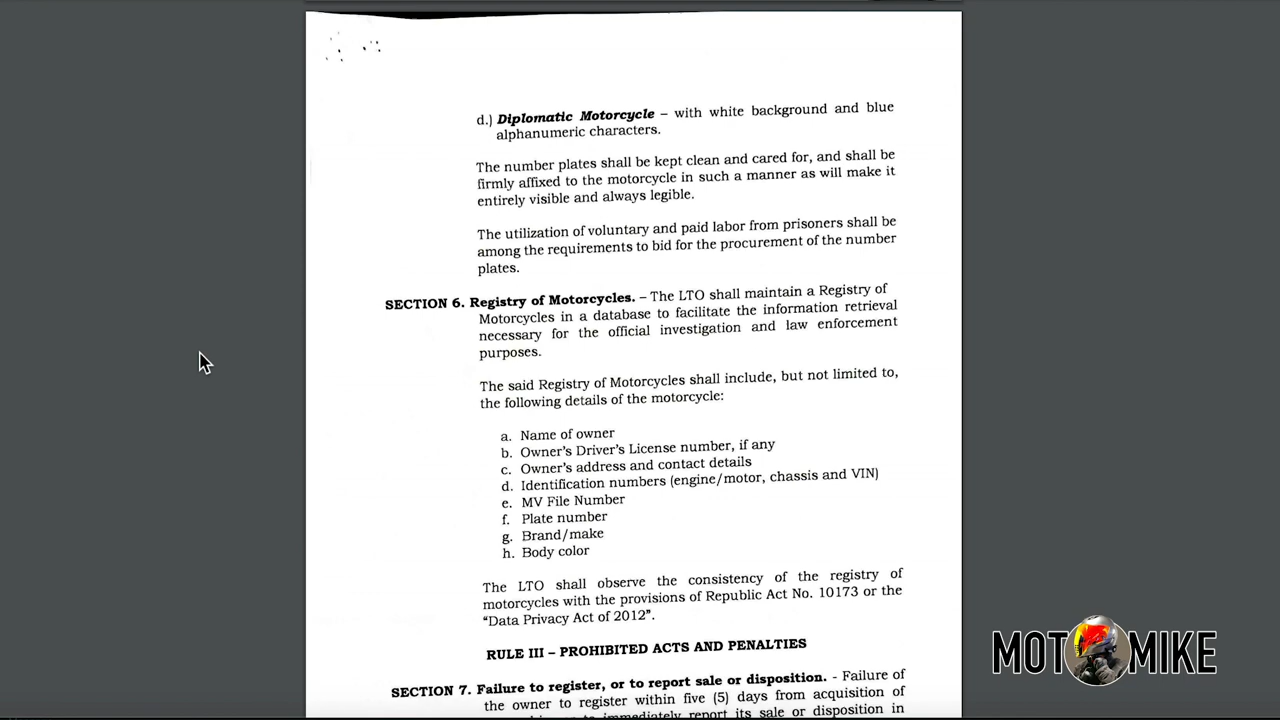 d.) Diplomatic Motorcycle – with white background and blue
alphanumeric characters.
The number plates shall be kept clean and cared for, and shall be
firmly affixed to the motorcycle in such a manner as will make it
entirely visible and always legible.
The utilization of voluntary and paid labor from prisoners shall be
among the requirements to bid for the procurement of the number
plates.
SECTION 6. Registry of Motorcycles. – The LTO shall maintain a Registry of
Motorcycles in a database to facilitate the information retrieval
necessary for the official investigation and law enforcement
purposes.
The said Registry of Motorcycles shall include, but not limited to,
the following details of the motorcycle:
a. Name of owner
b. Owner's Driver's License number, if any
c. Owner's address and contact details
d. Identification numbers (engine/motor, chassis and VIN)
e. MV File Number
f. Plate number
g. Brand/make
h. Body color
The LTO shall observe the consistency of the registry of
motorcycles with the provisions of Republic Act No. 10173 or the
“Data Privacy Act of 2012”.
RULE III – PROHIBITED ACTS AND PENALTIES
SECTION 7. Failure to register, or to report sale or disposition. - Failure of
the owner to register within five (5) days from acquisition of
immediately report its sale or disposition in
MOTO MIKE